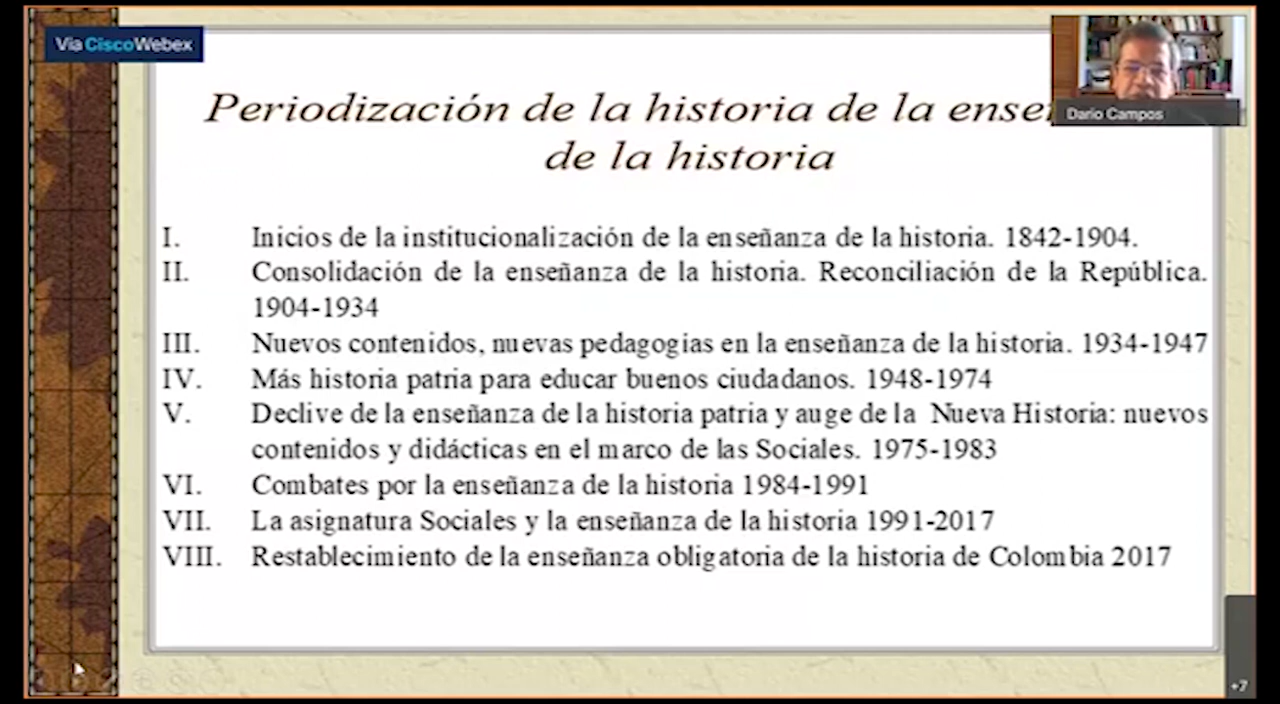 Vía CiscoWebex
Periodización de la historia de la
de la historia
Dario Campos
I. Inicios de la institucionalización de la enseñanza de la historia. 1842-1904.
II. Consolidación de la enseñanza de la historia. Reconciliación de la República.
1904-1934
III. Nuevos contenidos, nuevas pedagogias en la enseñanza de la historia. 1934-1947
IV. Más historia patria para educar buenos ciudadanos. 1948-1974
V. Declive de la enseñanza de la historia patria y auge de la Nueva Historia: nuevos
contenidos y didácticas en el marco de las Sociales. 1975-1983
VI. Combates por la enseñanza de la historia 1984-1991
VII. La asignatura Sociales y la enseñanza de la historia 1991-2017
VIII. Restablecimiento de la enseñanza obligatoria de la historia de Colombia 2017
+7